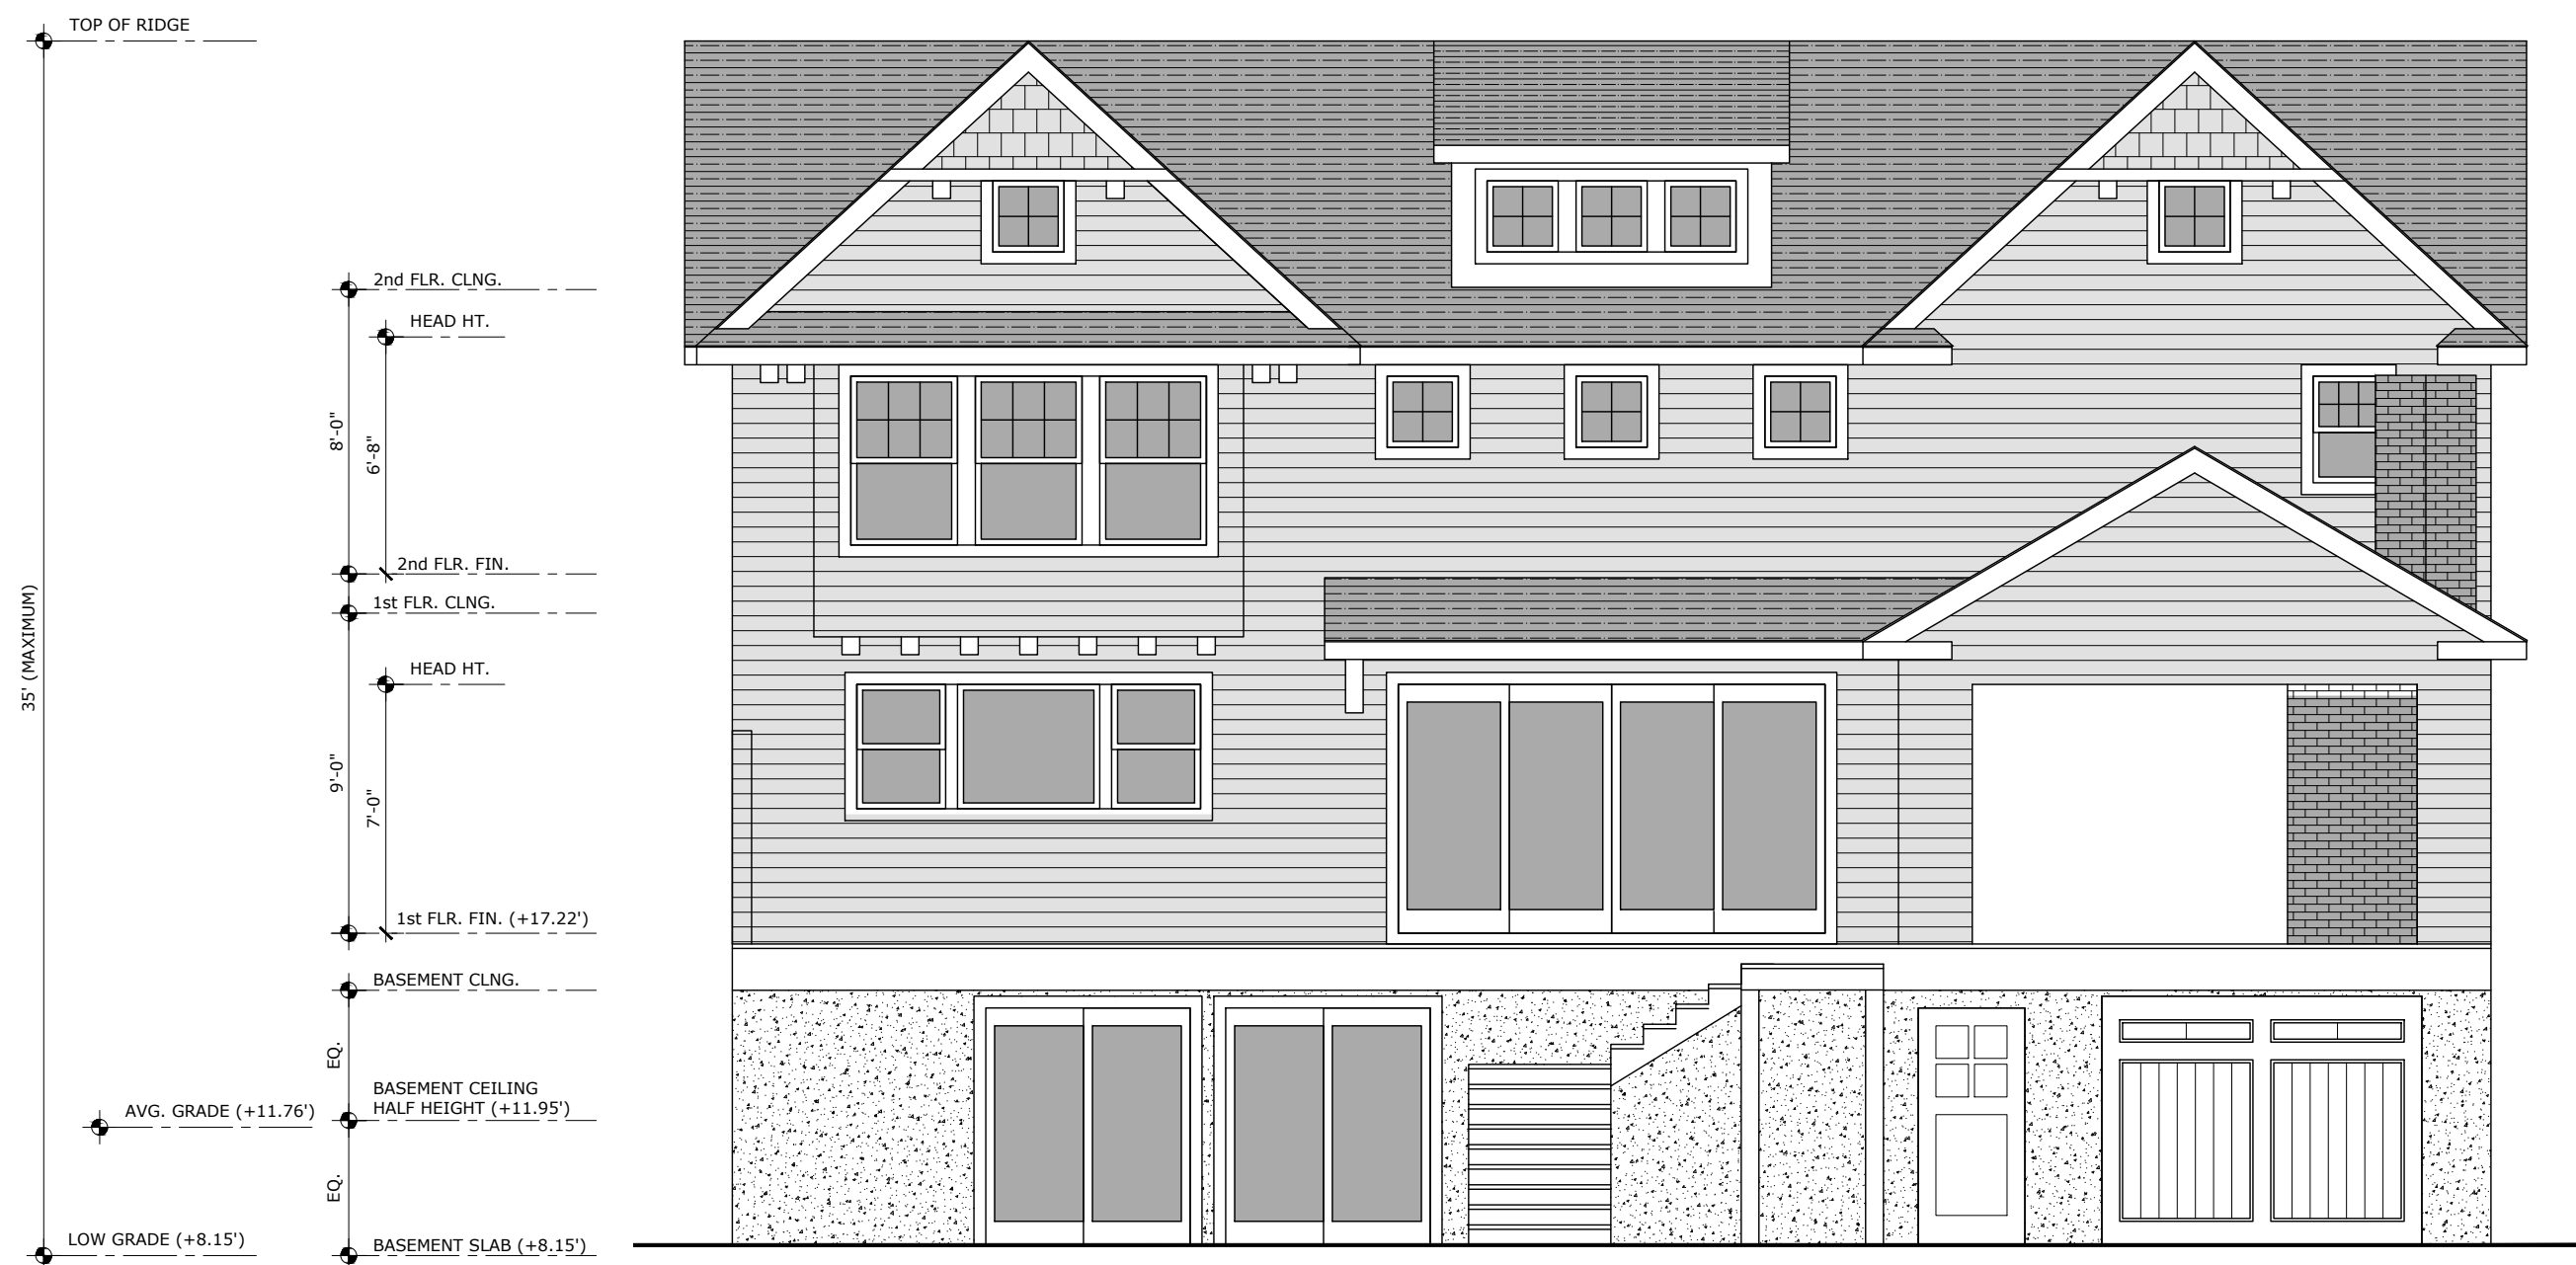 TOP OF RIDGE
2nd FLR. CLNG.
HEAD HT.
8'-0"
6'-8"
2nd FLR. FIN.
1st FLR. CLNG.
35' (MAXIMUM)
HEAD HT.
9'-0"
7'-0"
1st FLR. FIN. (+17.22')
BASEMENT CLNG.
EQ.
BASEMENT CEILING
HALF HEIGHT (+11.95')
AVG. GRADE (+11.76')
EQ.
LOW GRADE (+8.15')
BASEMENT SLAB (+8.15')